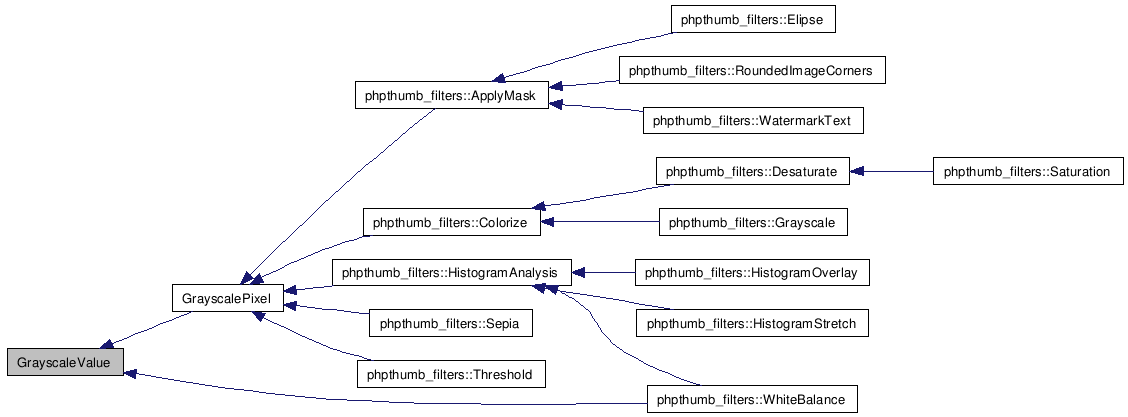 phpthumb_filters::Elipse
phpthumb_filters::RoundedImageCorners
phpthumb_filters::ApplyMask
phpthumb_filters::WatermarkText
phpthumb_filters::Desaturate
phpthumb_filters::Saturation
phpthumb_filters::Colorize
phpthumb_filters::Grayscale
phpthumb_filters::HistogramAnalysis
phpthumb_filters::HistogramOverlay
GrayscalePixel
phpthumb_filters::Sepia
phpthumb_filters::HistogramStretch
GrayscaleValue
phpthumb_filters::Threshold
phpthumb_filters::WhiteBalance